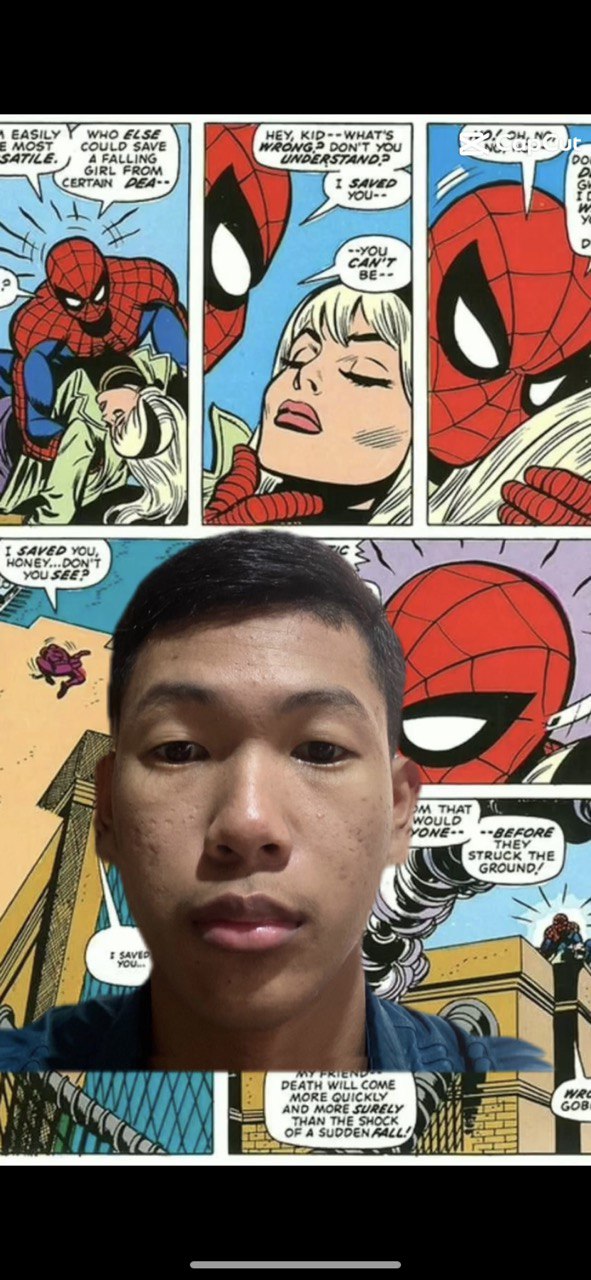 EASILY
E MOST
SATILE.
WHO ELSE
COULD SAVE
A FALLING
GIRL FROM
CERTAIN DEA--
?
HEY, KID--WHAT'S
WRONG? DON'T YOU
UNDERSTAND?
I SAVED
YOU--
--YOU
CAN'T
BE--
OH, NO
CapCut
I SAVED YOU,
HONEY...DON'T
YOU SEE?
IC
OM THAT
WOULD
YONE--
--BEFORE
THEY
STRUCK THE
GROUND!
I SAVED
YOU...
MY FRIEND--
DEATH WILL COME
MORE QUICKLY
AND MORE SURELY
THAN THE SHOCK
OF A SUDDEN FALL!
WRO
GOB